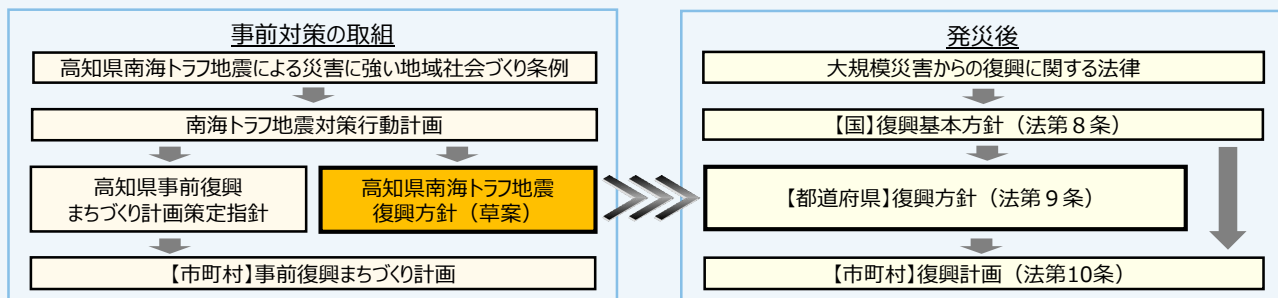 事前対策の取組
高知県南海トラフ地震による災害に強い地域社会づくり条例
南海トラフ地震対策行動計画
高知県事前復興
まちづくり計画策定指針
高知県南海トラフ地震
復興方針（草案）
【市町村】事前復興まちづくり計画
発災後
大規模災害からの復興に関する法律
【国】復興基本方針（法第８条）
【都道府県】復興方針（法第９条）
【市町村】復興計画（法第10条）